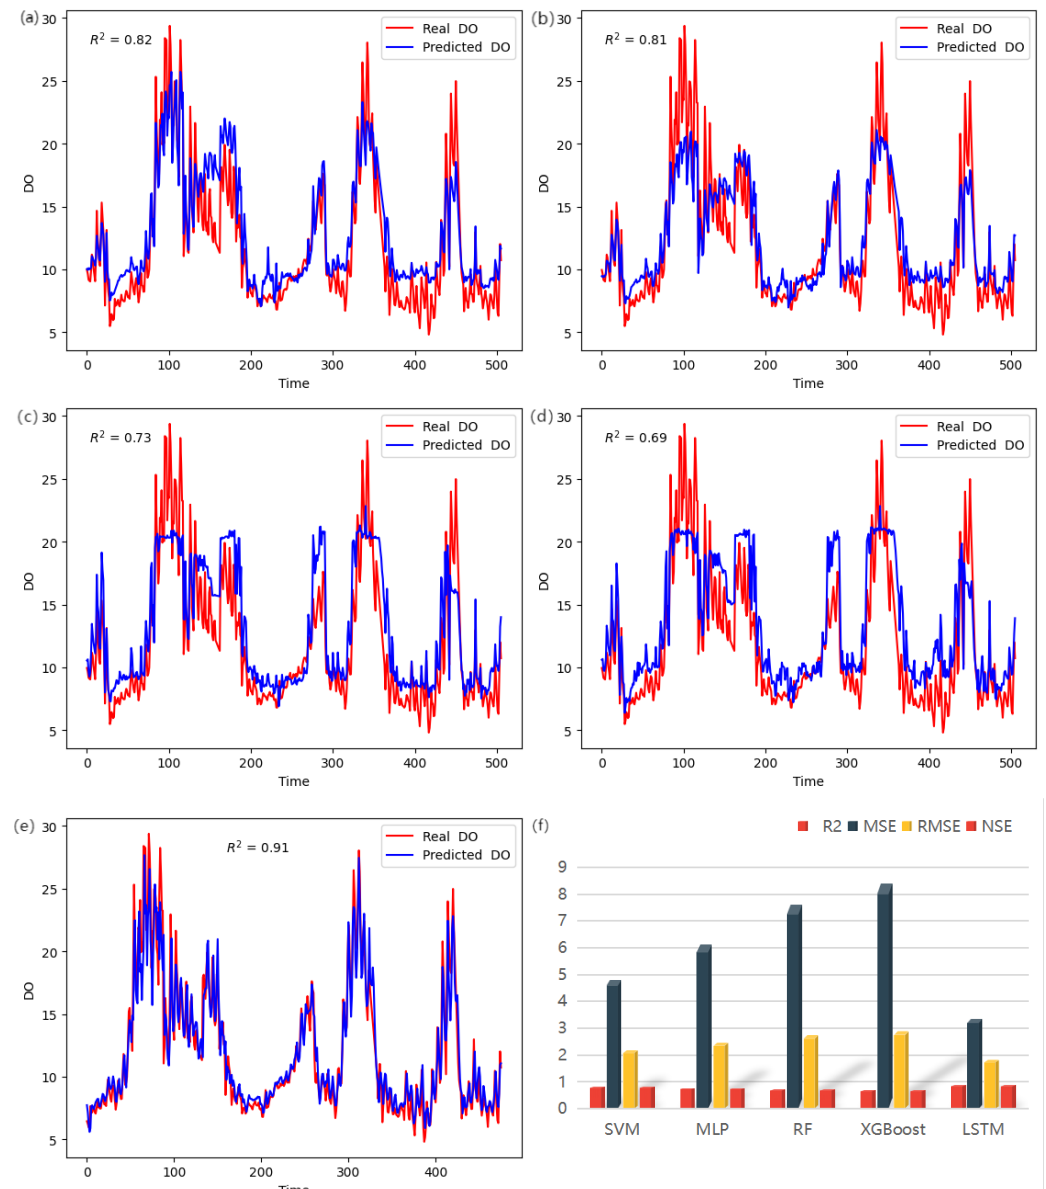 (a)
R² = 0.82
Real DO
Predicted DO
30
25
20
15
10
5
DO
0 100 200 300 400 500
Time
(b)
R² = 0.81
Real DO
Predicted DO
30
25
20
15
10
5
DO
0 100 200 300 400 500
Time
(c)
R² = 0.73
Real DO
Predicted DO
30
25
20
15
10
5
DO
0 100 200 300 400 500
Time
(d)
R² = 0.69
Real DO
Predicted DO
30
25
20
15
10
5
DO
0 100 200 300 400 500
Time
(e)
R² = 0.91
Real DO
Predicted DO
30
25
20
15
10
5
DO
0 100 200 300 400
Time
(f)
R2 MSE RMSE NSE
9
8
7
6
5
4
3
2
1
0
SVM MLP RF XGBoost LSTM